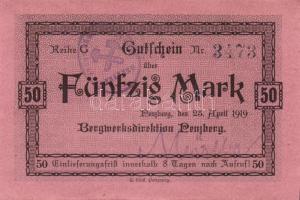 Reihe G Gutschein Nr. 3473
über
50 Fünfzig Mark 50
Penzberg, den 25. April 1919
Bergwerksdirektion Penzberg.
50 Einlieferungsfrist innerhalb 8 Tagen nach Aufruf! 50